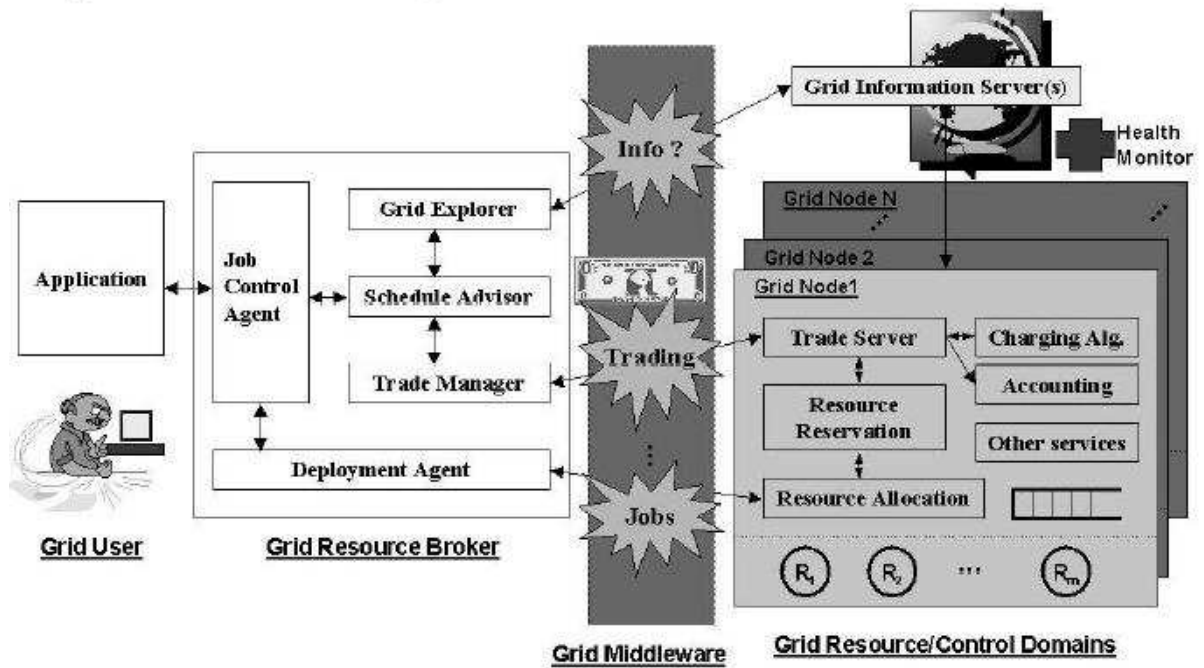 Grid Information Server(s)
Health
Monitor
Info ?
Grid Node N
Grid Explorer
Application
Job
Control
Agent
Schedule Advisor
Grid Node 2
Grid Node1
Trade Server
Charging Alg.
Trading
Trade Manager
Accounting
Resource
Reservation
Other services
Deployment Agent
Resource Allocation
Jobs
Grid User
Grid Resource Broker
R1
R2
...
Rm
Grid Middleware
Grid Resource/Control Domains